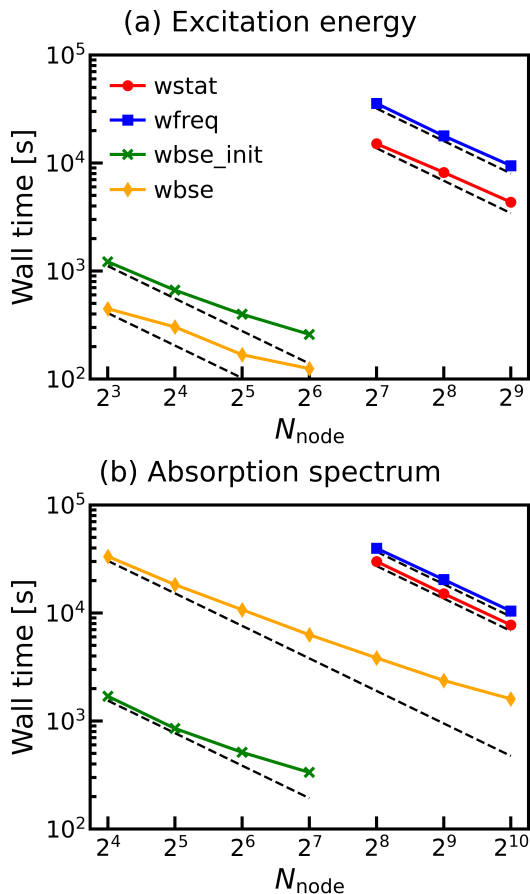 (a) Excitation energy
10^5
10^4
10^3
10^2
Wall time [s]
wstat
wfreq
wbse_init
wbse
2^3 2^4 2^5 2^6 2^7 2^8 2^9
N_node
(b) Absorption spectrum
10^5
10^4
10^3
10^2
Wall time [s]
2^4 2^5 2^6 2^7 2^8 2^9 2^10
N_node